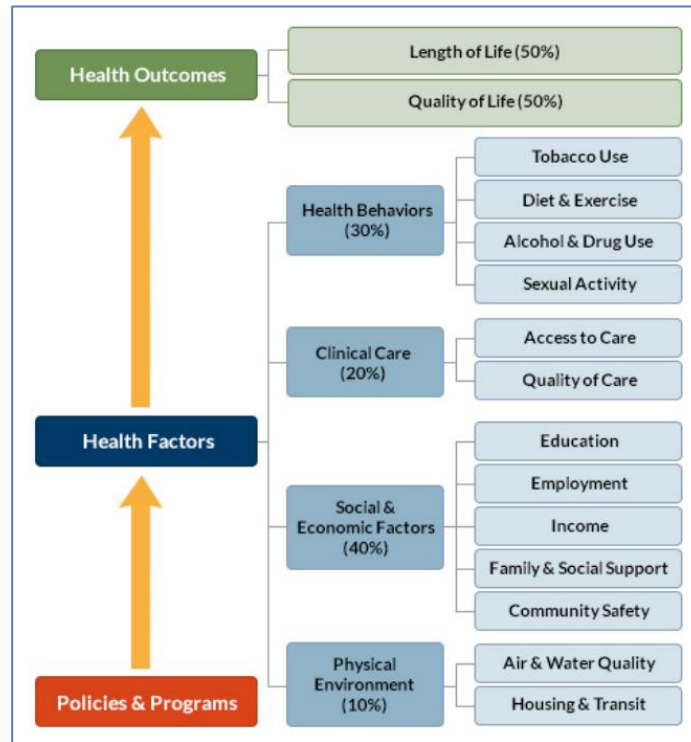 Health Outcomes
Length of Life (50%)
Quality of Life (50%)
Health Factors
Health Behaviors
(30%)
Tobacco Use
Diet & Exercise
Alcohol & Drug Use
Sexual Activity
Clinical Care
(20%)
Access to Care
Quality of Care
Social &
Economic Factors
(40%)
Education
Employment
Income
Family & Social Support
Community Safety
Physical
Environment
(10%)
Air & Water Quality
Housing & Transit
Policies & Programs